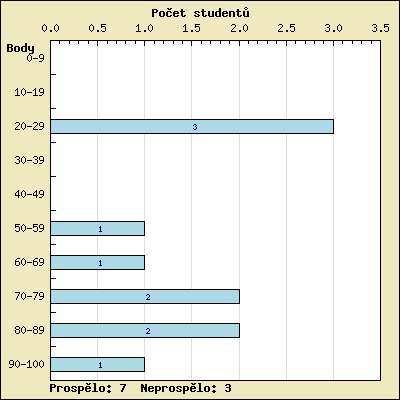 Počet studentů
0.0 0.5 1.0 1.5 2.0 2.5 3.0 3.5
Body
0-9
10-19
20-29 3
30-39
40-49
50-59 1
60-69 1
70-79 2
80-89 2
90-100 1
Prospělo: 7 Neprospělo: 3